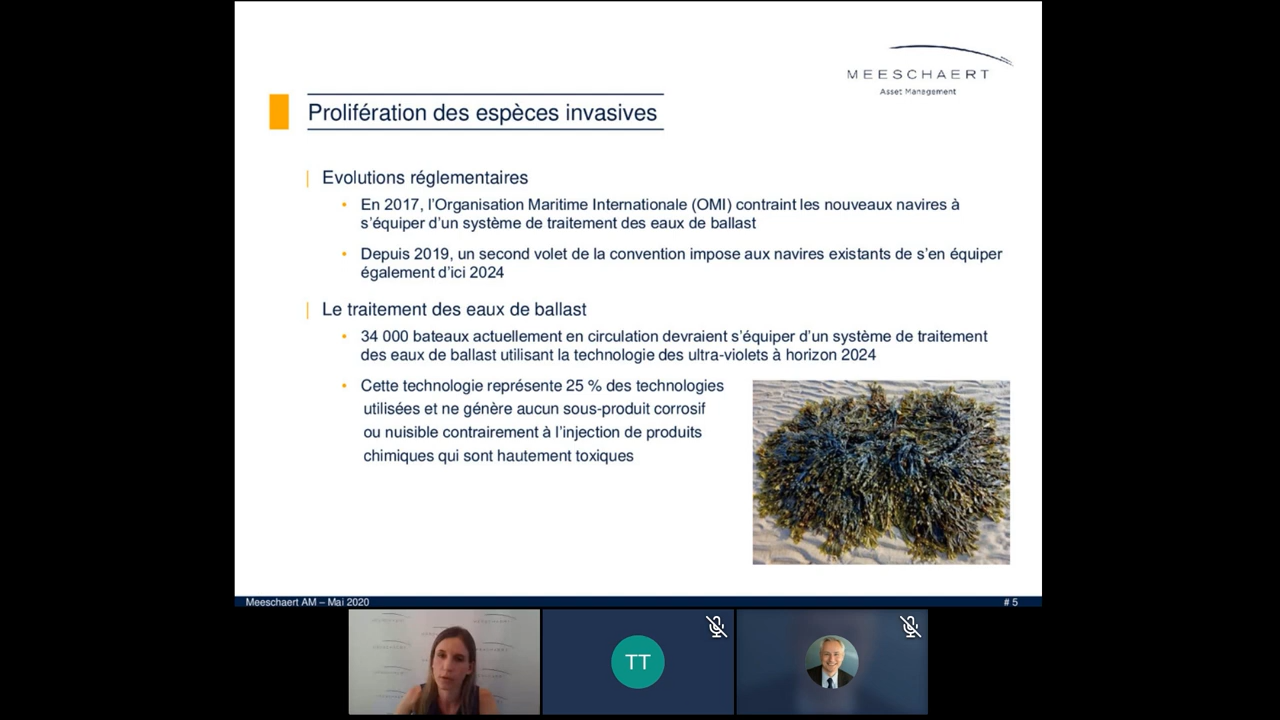 MEESCHAERT
Asset Management
Prolifération des espèces invasives
Evolutions réglementaires
• En 2017, l'Organisation Maritime Internationale (OMI) contraint les nouveaux navires à
s'équiper d'un système de traitement des eaux de ballast
• Depuis 2019, un second volet de la convention impose aux navires existants de s'en équiper
également d'ici 2024
Le traitement des eaux de ballast
• 34 000 bateaux actuellement en circulation devraient s'équiper d'un système de traitement
des eaux de ballast utilisant la technologie des ultra-violets à horizon 2024
• Cette technologie représente 25 % des technologies
utilisées et ne génère aucun sous-produit corrosif
ou nuisible contrairement à l'injection de produits
chimiques qui sont hautement toxiques
Meeschaert AM – Mai 2020
# 5
TT